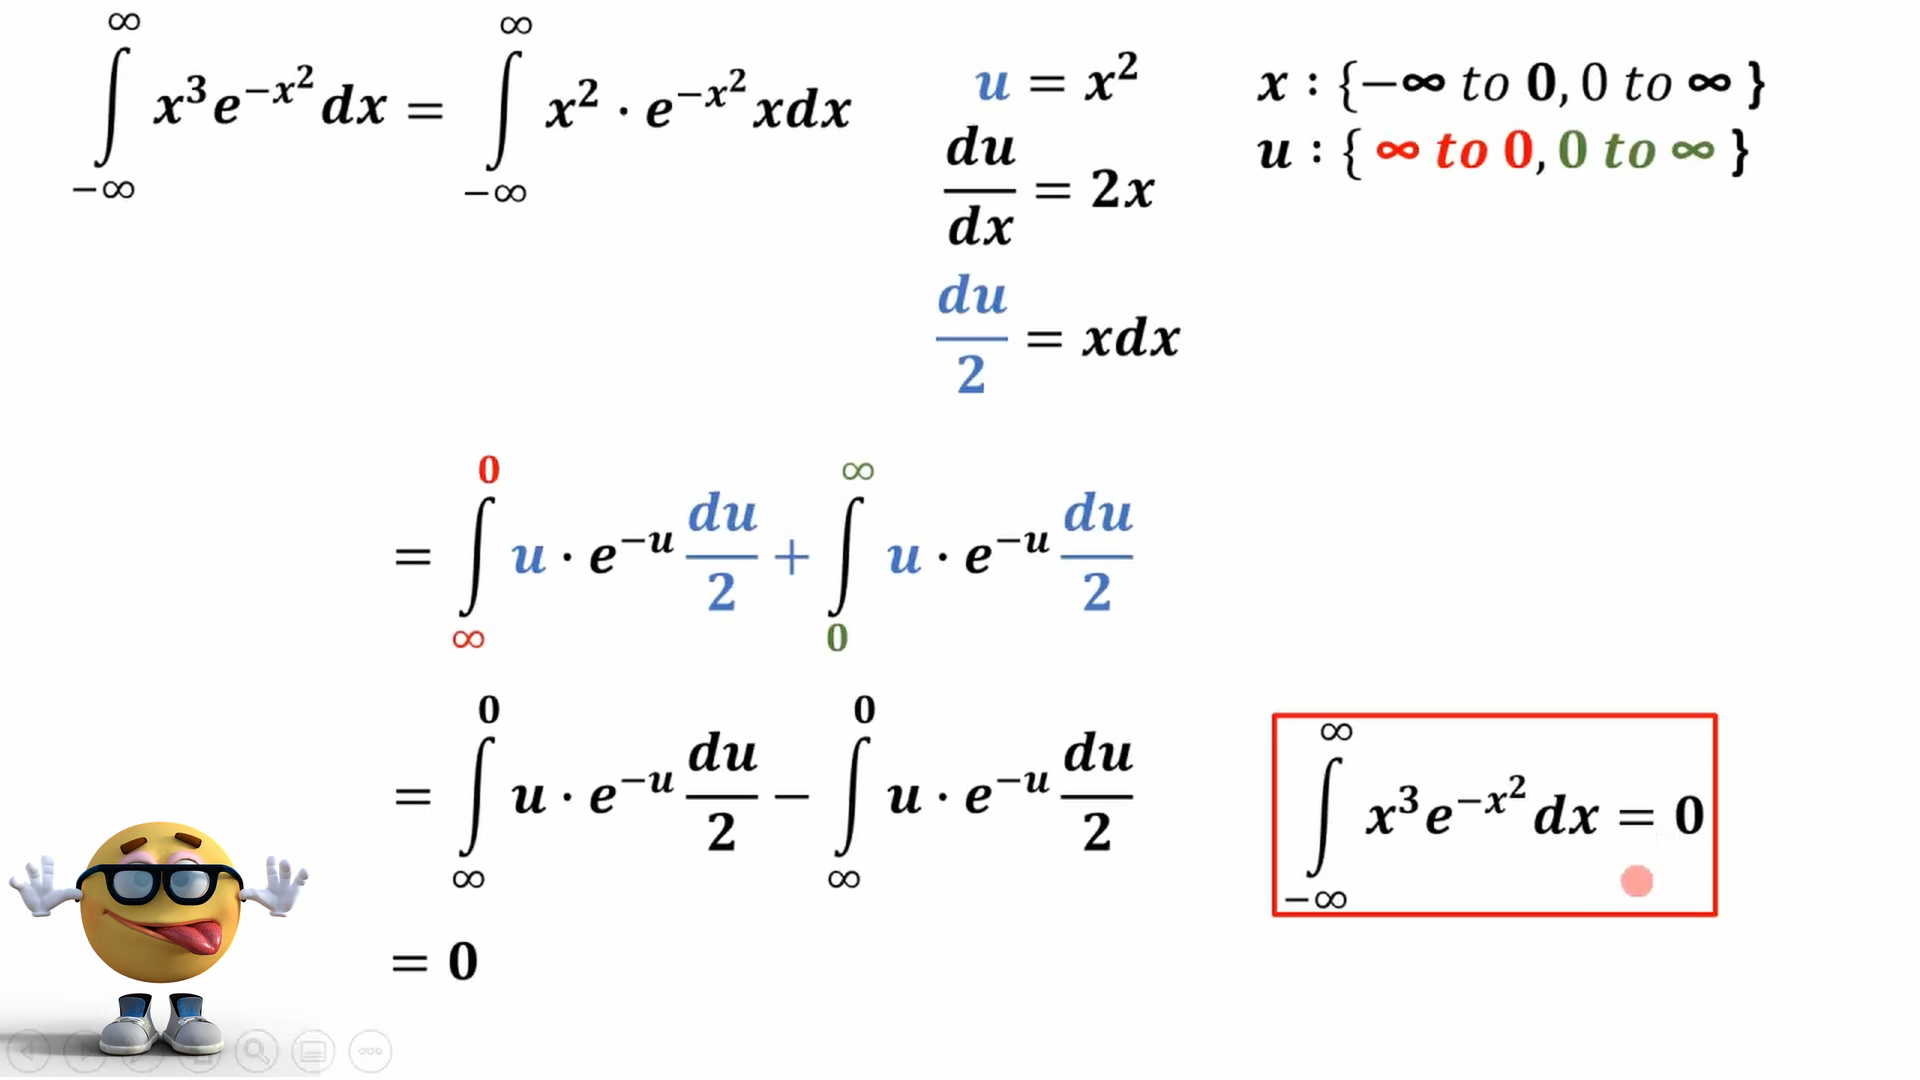 ∫_{-∞}^{∞} x³e^{-x²}dx = ∫_{-∞}^{∞} x² · e^{-x²}xdx
u = x²
du/dx = 2x
du/2 = xdx
x : {−∞ to 0, 0 to ∞ }
u : { ∞ to 0, 0 to ∞ }
= ∫_{∞}^{0} u · e^{-u} du/2 + ∫_{0}^{∞} u · e^{-u} du/2
= ∫_{∞}^{0} u · e^{-u} du/2 − ∫_{∞}^{0} u · e^{-u} du/2
= 0
∫_{-∞}^{∞} x³e^{-x²}dx = 0